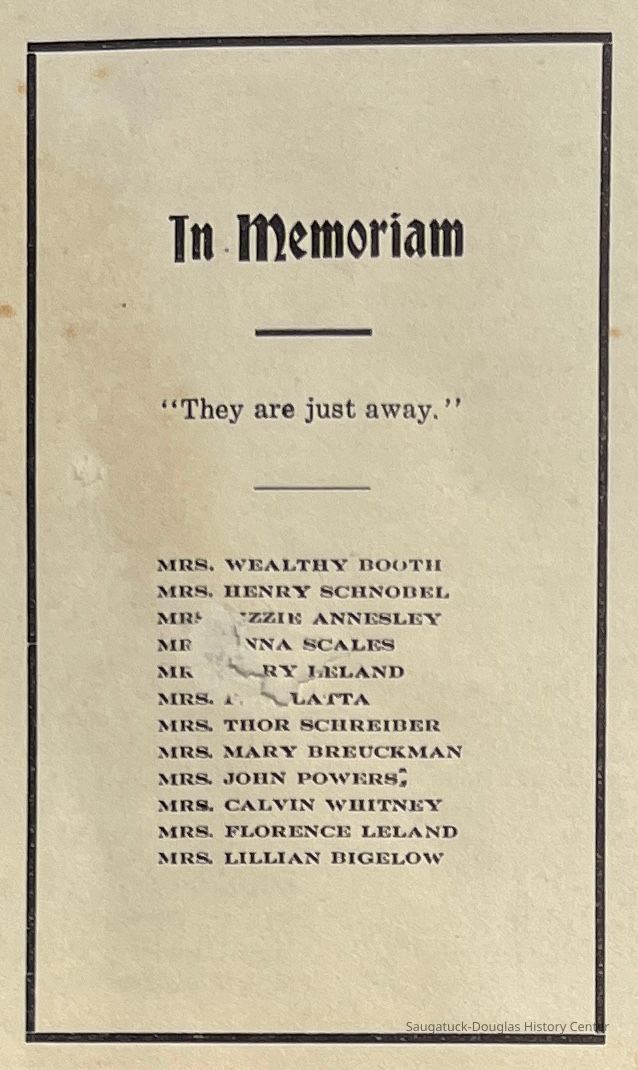 In Memoriam
"They are just away."
MRS. WEALTHY BOOTH
MRS. HENRY SCHNOBEL
ANNESLEY
SCALES
LELAND
MRS. LATTA
MRS. THOR SCHREIBER
MRS. MARY BREUCKMAN
MRS. JOHN POWERS
MRS. CALVIN WHITNEY
MRS. FLORENCE LELAND
MRS. LILLIAN BIGELOW
Saugatuck-Douglas History Center